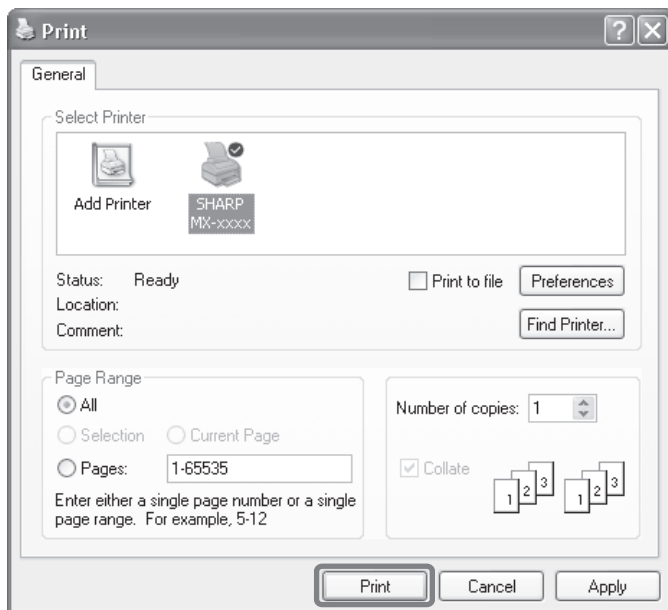 Print
General
Select Printer
Add Printer
SHARP
MX-xxxx
Status: Ready
Print to file
Preferences
Location:
Comment:
Find Printer...
Page Range
All
Selection
Current Page
Pages: 1-65535
Enter either a single page number or a single
page range. For example, 5-12
Number of copies: 1
Collate
1 2 3 1 2 3
Print
Cancel
Apply